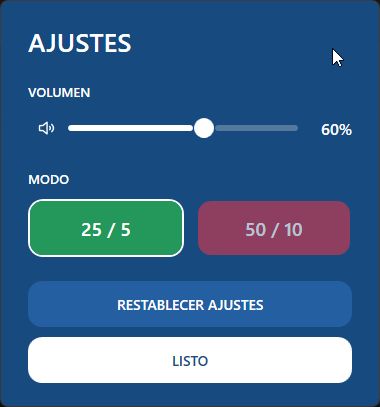 AJUSTES
VOLUMEN
60%
MODO
25 / 5
50 / 10
RESTABLECER AJUSTES
LISTO